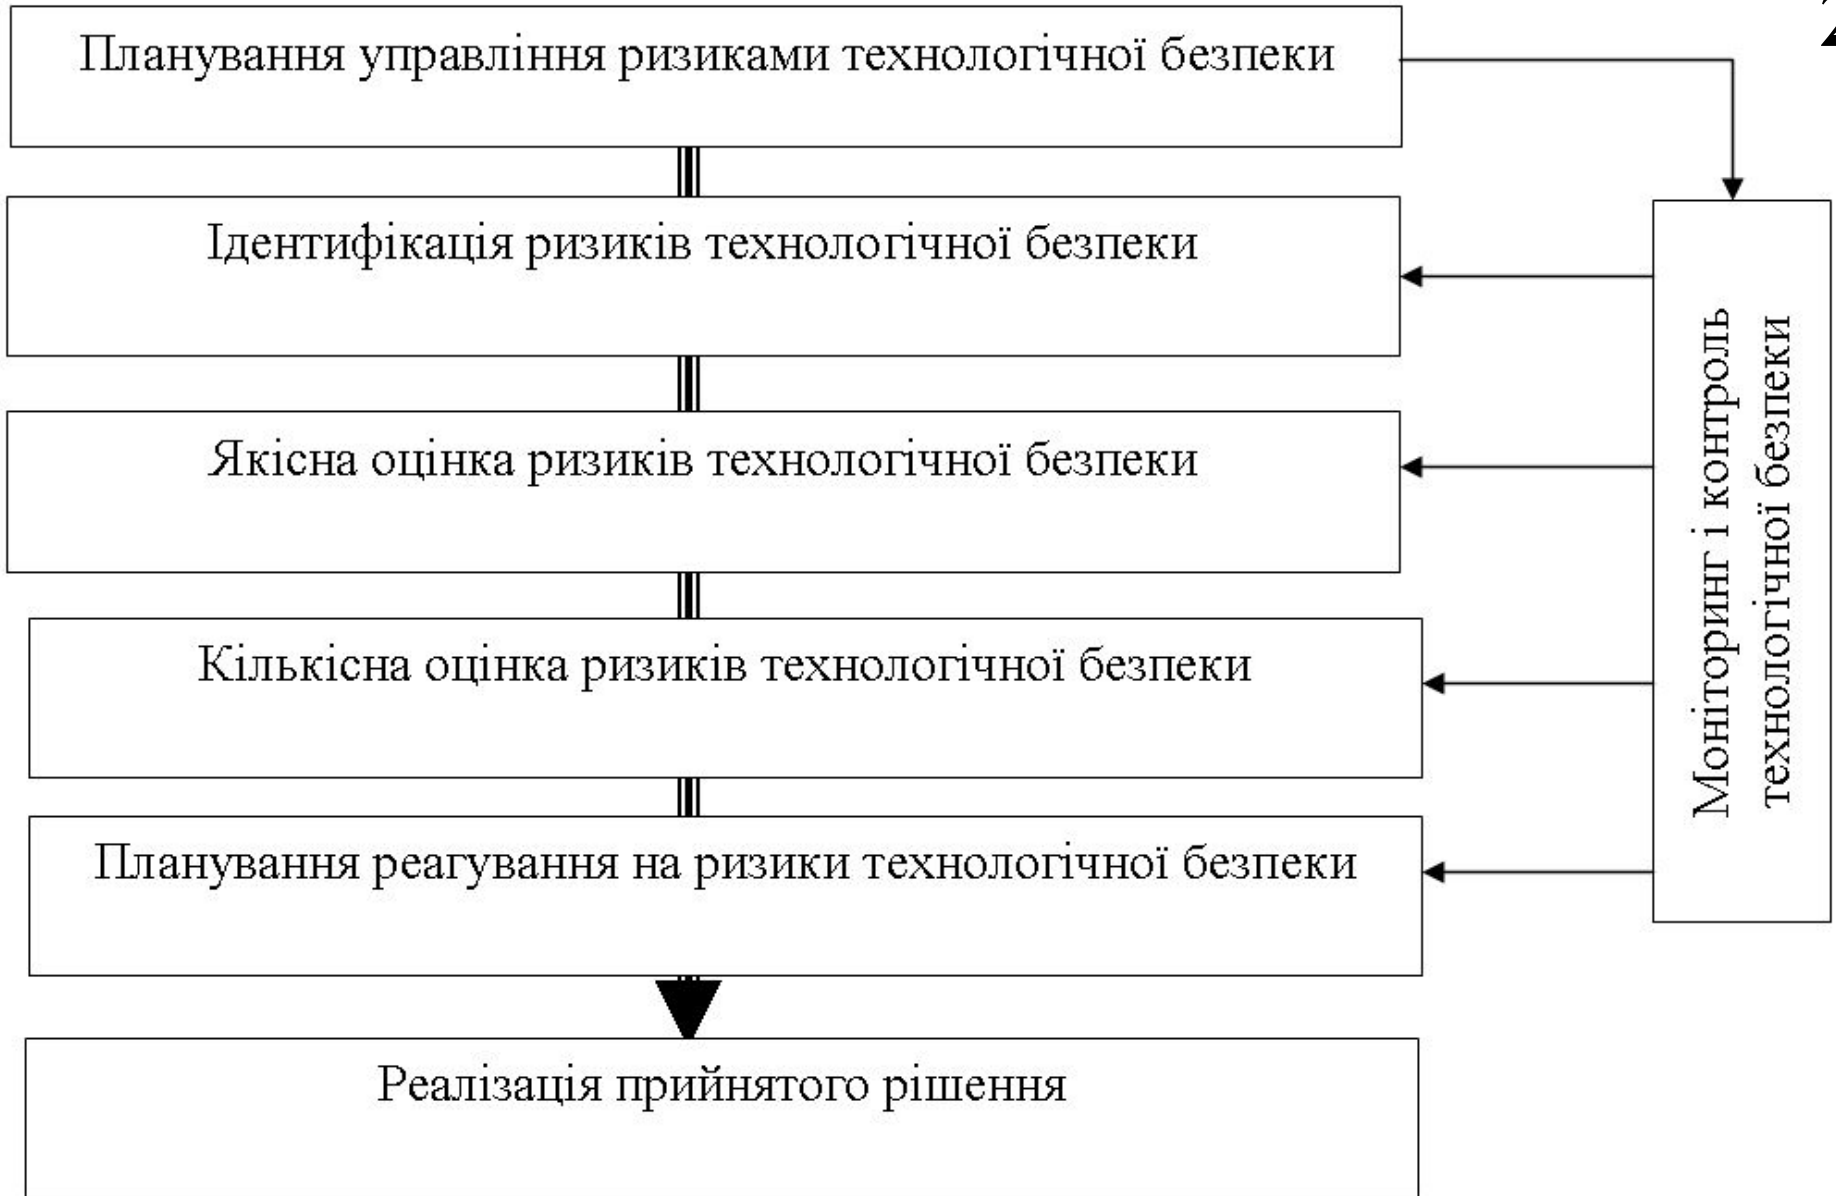 Планування управління ризиками технологічної безпеки
Ідентифікація ризиків технологічної безпеки
Якісна оцінка ризиків технологічної безпеки
Кількісна оцінка ризиків технологічної безпеки
Планування реагування на ризики технологічної безпеки
Реалізація прийнятого рішення
Моніторинг і контроль
технологічної безпеки